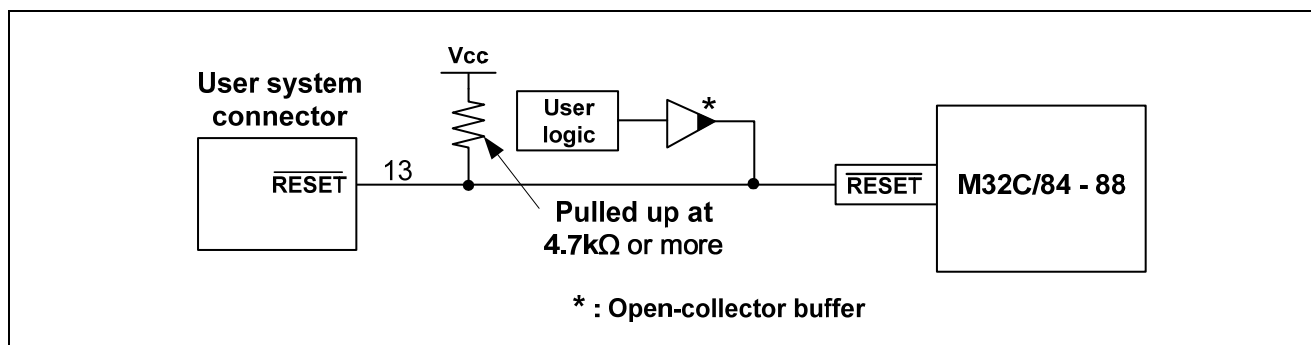 Vcc
User system
connector
User
logic
*
RESET
13
RESET
M32C/84 - 88
Pulled up at
4.7kΩ or more
* : Open-collector buffer